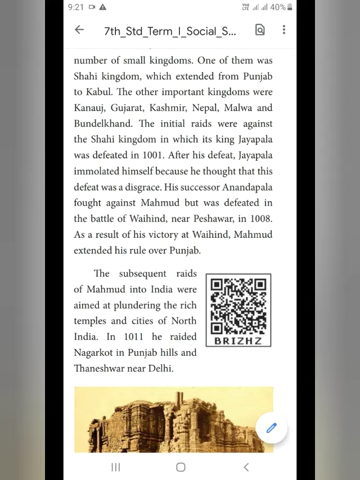 9:21
40%
7th_Std_Term_I_Social_S...
number of small kingdoms. One of them was
Shahi kingdom, which extended from Punjab
to Kabul. The other important kingdoms were
Kanauj, Gujarat, Kashmir, Nepal, Malwa and
Bundelkhand. The initial raids were against
the Shahi kingdom in which its king Jayapala
was defeated in 1001. After his defeat, Jayapala
immolated himself because he thought that this
defeat was a disgrace. His successor Anandapala
fought against Mahmud but was defeated in
the battle of Waihind, near Peshawar, in 1008.
As a result of his victory at Waihind, Mahmud
extended his rule over Punjab.
The subsequent raids
of Mahmud into India were
aimed at plundering the rich
temples and cities of North
India. In 1011 he raided
Nagarkot in Punjab hills and
Thaneshwar near Delhi.
BRIZHZ